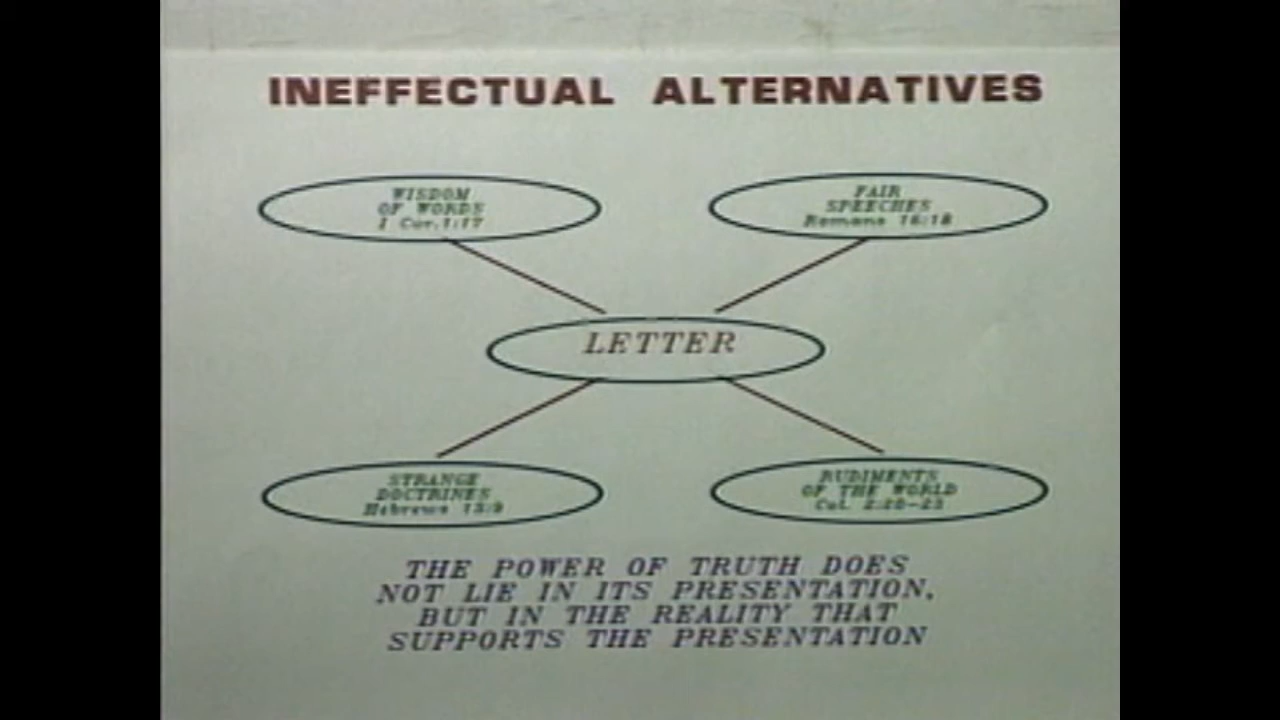 INEFFECTUAL ALTERNATIVES
WISDOM
OF WORDS
I Cor.1:17
FAIR
SPEECHES
Romans 16:18
LETTER
STRANGE
DOCTRINES
Hebrews 13:9
RUDIMENTS
OF THE WORLD
Col. 2:20-23
THE POWER OF TRUTH DOES
NOT LIE IN ITS PRESENTATION,
BUT IN THE REALITY THAT
SUPPORTS THE PRESENTATION